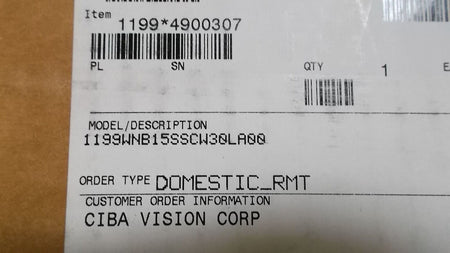 Item 1199*4900307
PL SN
QTY 1 E
MODEL/DESCRIPTION
1199WNB15SSCW30LA00
ORDER TYPE DOMESTIC_RMT
CUSTOMER ORDER INFORMATION
CIBA VISION CORP